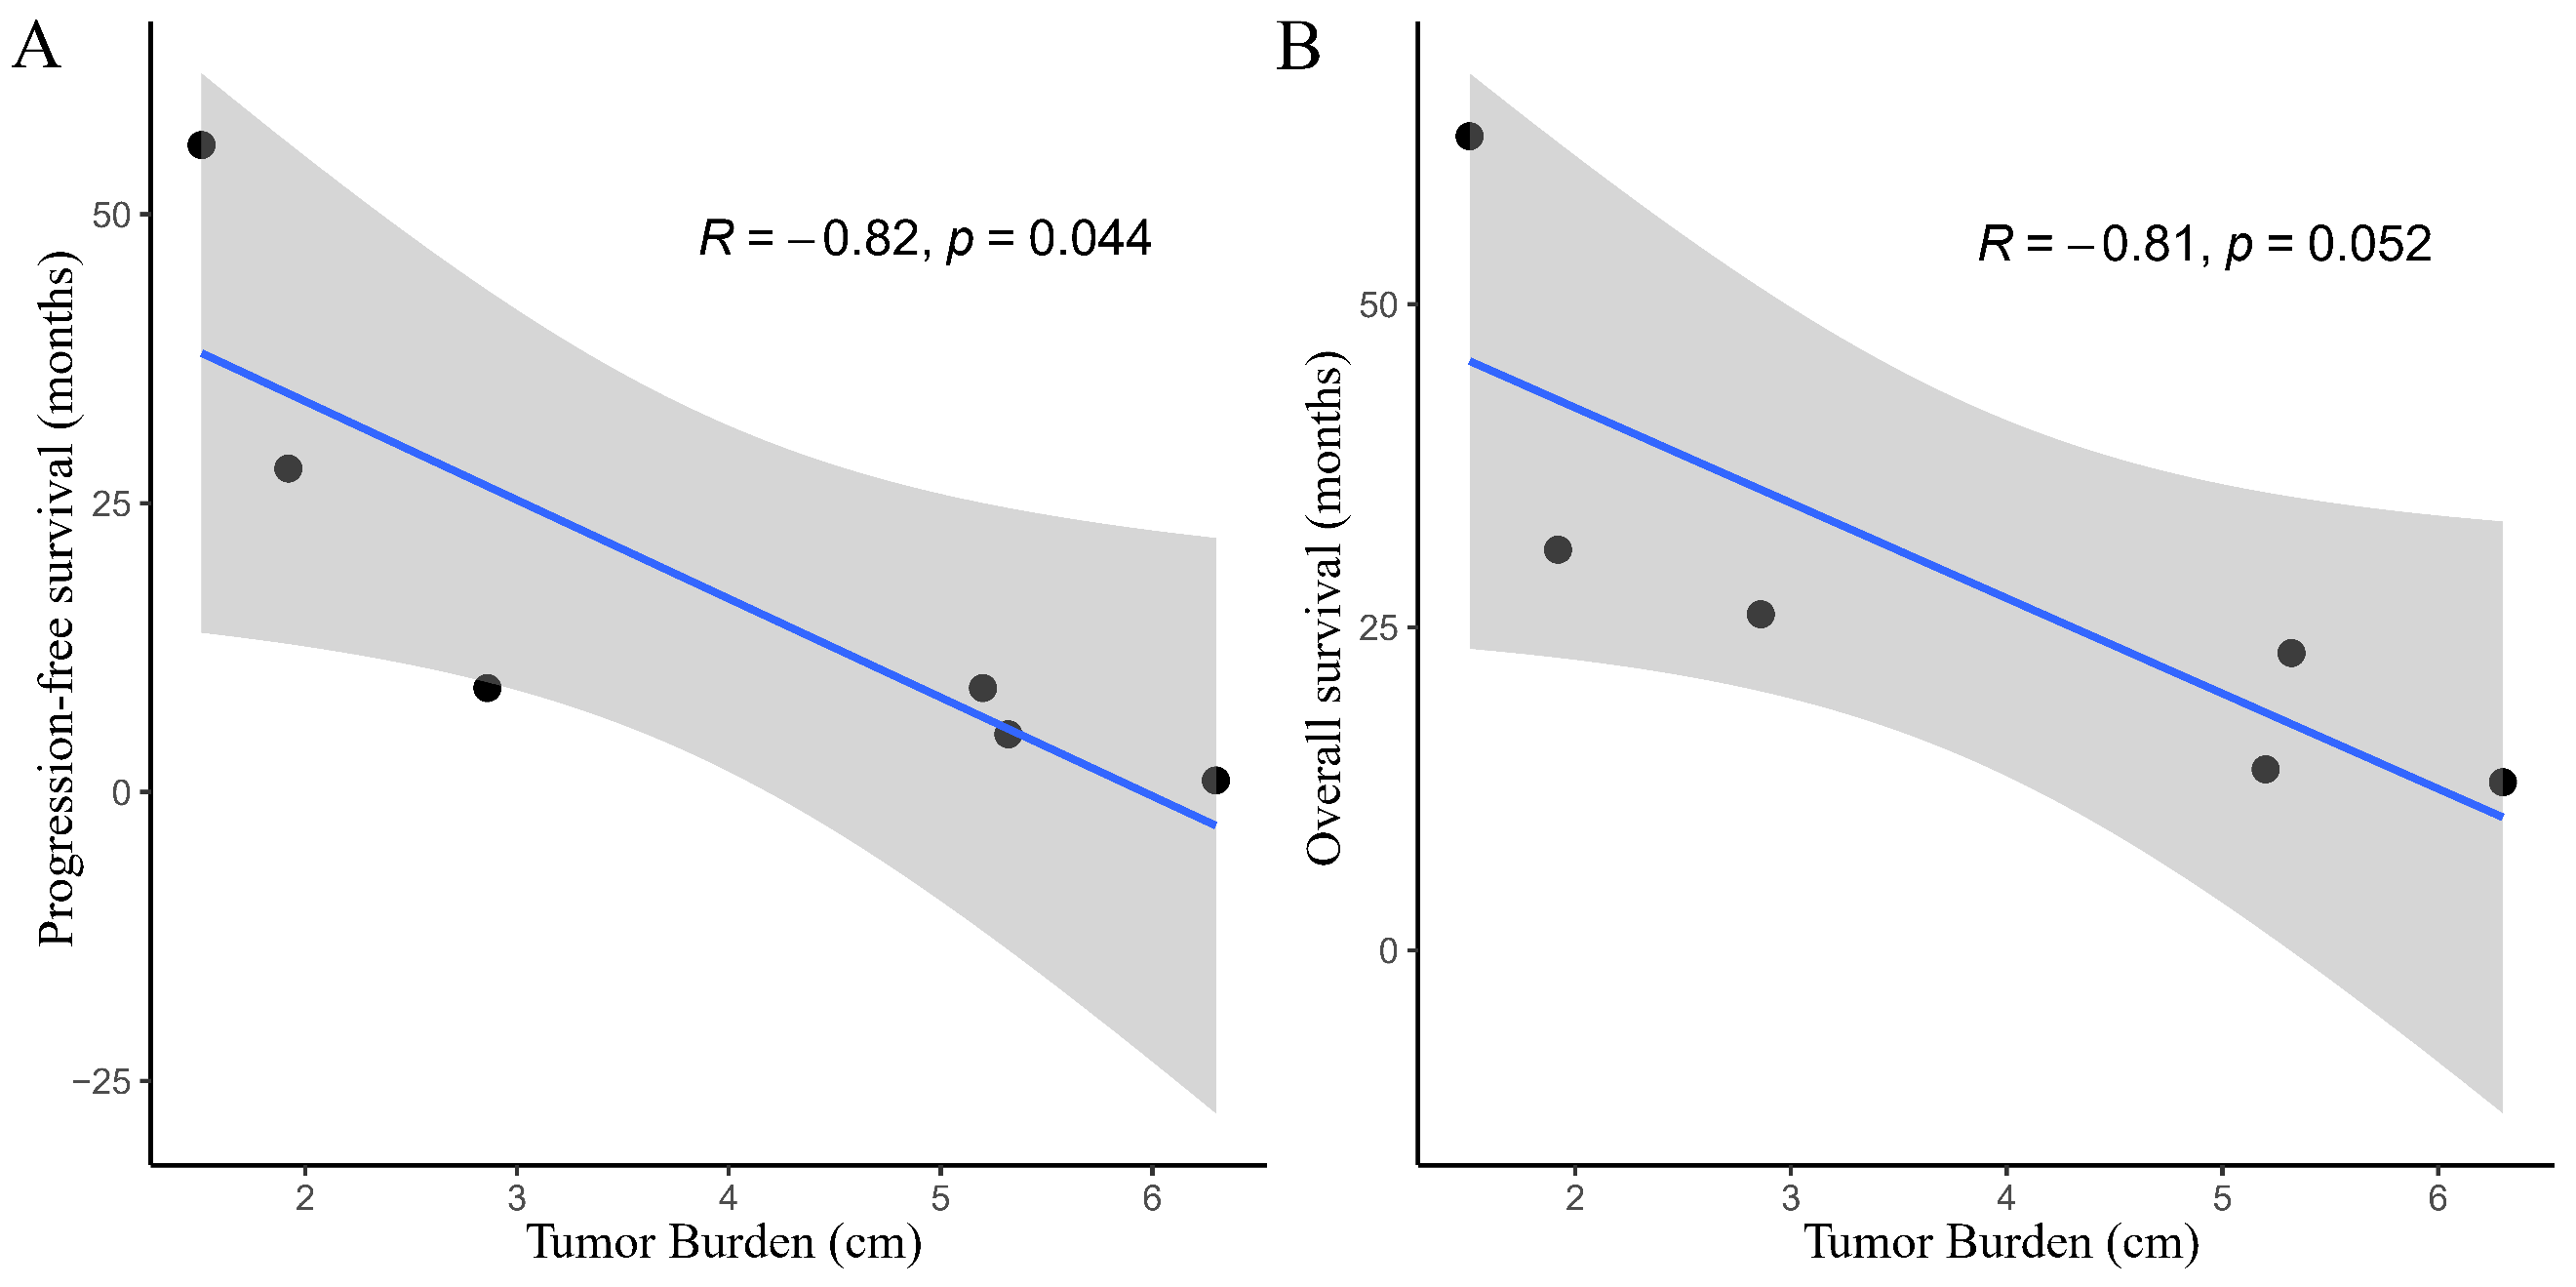 A
Progression-free survival (months)
50
25
0
−25
R = −0.82, p = 0.044
2 3 4 5 6
Tumor Burden (cm)
B
Overall survival (months)
50
25
0
R = −0.81, p = 0.052
2 3 4 5 6
Tumor Burden (cm)